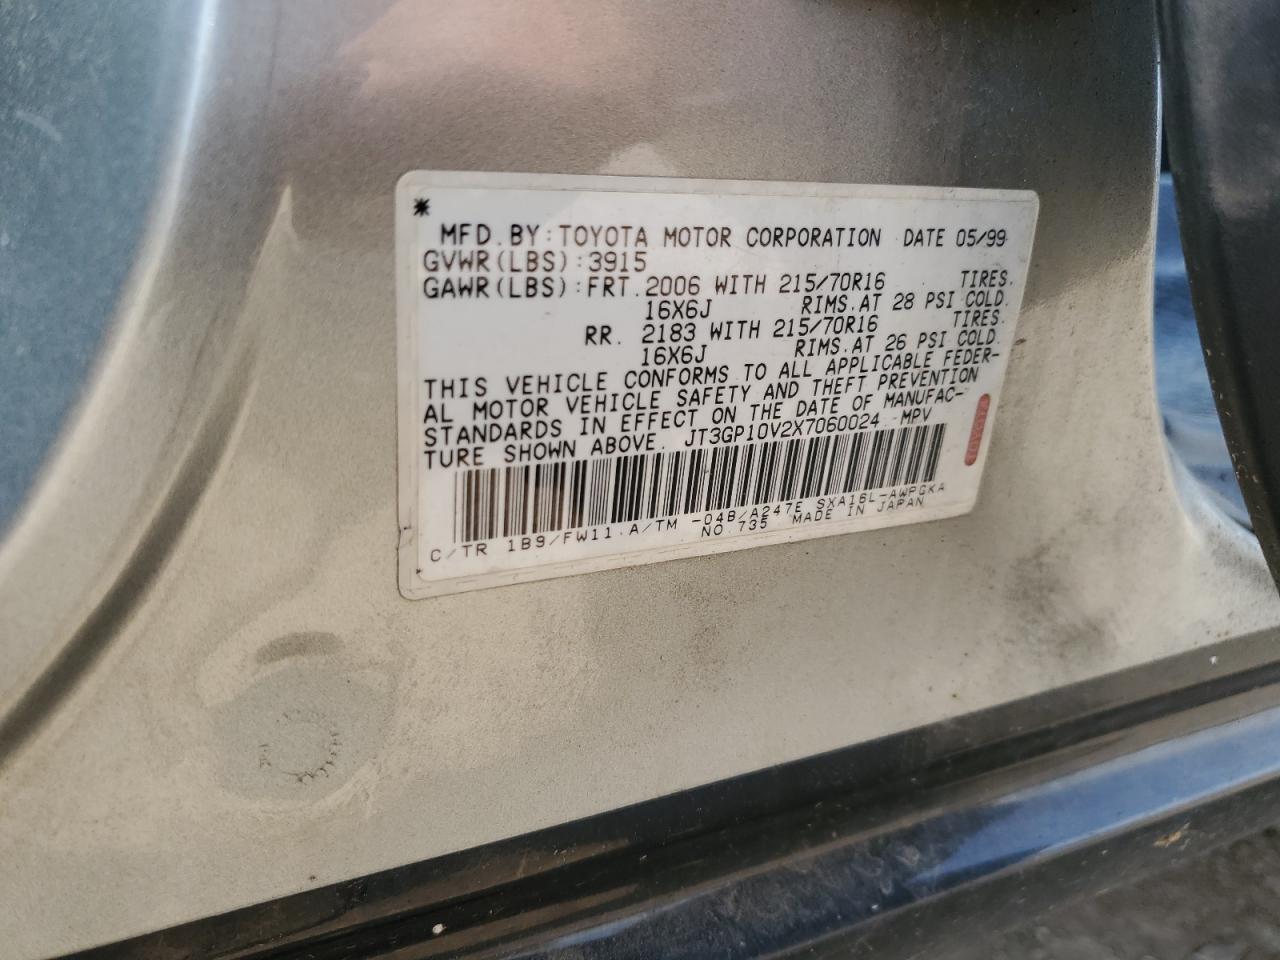 MFD. BY: TOYOTA MOTOR CORPORATION DATE 05/99
GVWR(LBS):3915
GAWR(LBS):FRT. 2006 WITH 215/70R16 TIRES.
16X6J RIMS. AT 28 PSI COLD.
RR. 2183 WITH 215/70R16 TIRES.
16X6J RIMS. AT 26 PSI COLD.
THIS VEHICLE CONFORMS TO ALL APPLICABLE FEDER-
AL MOTOR VEHICLE SAFETY AND THEFT PREVENTION
STANDARDS IN EFFECT ON THE DATE OF MANUFAC-
TURE SHOWN ABOVE. JT3GP10V2X7060024 MPV
TOYOTA
C/TR 1B9/FW11 A/TM -04B/A247E SXA16L-AWPGKA
NO.735 MADE IN JAPAN